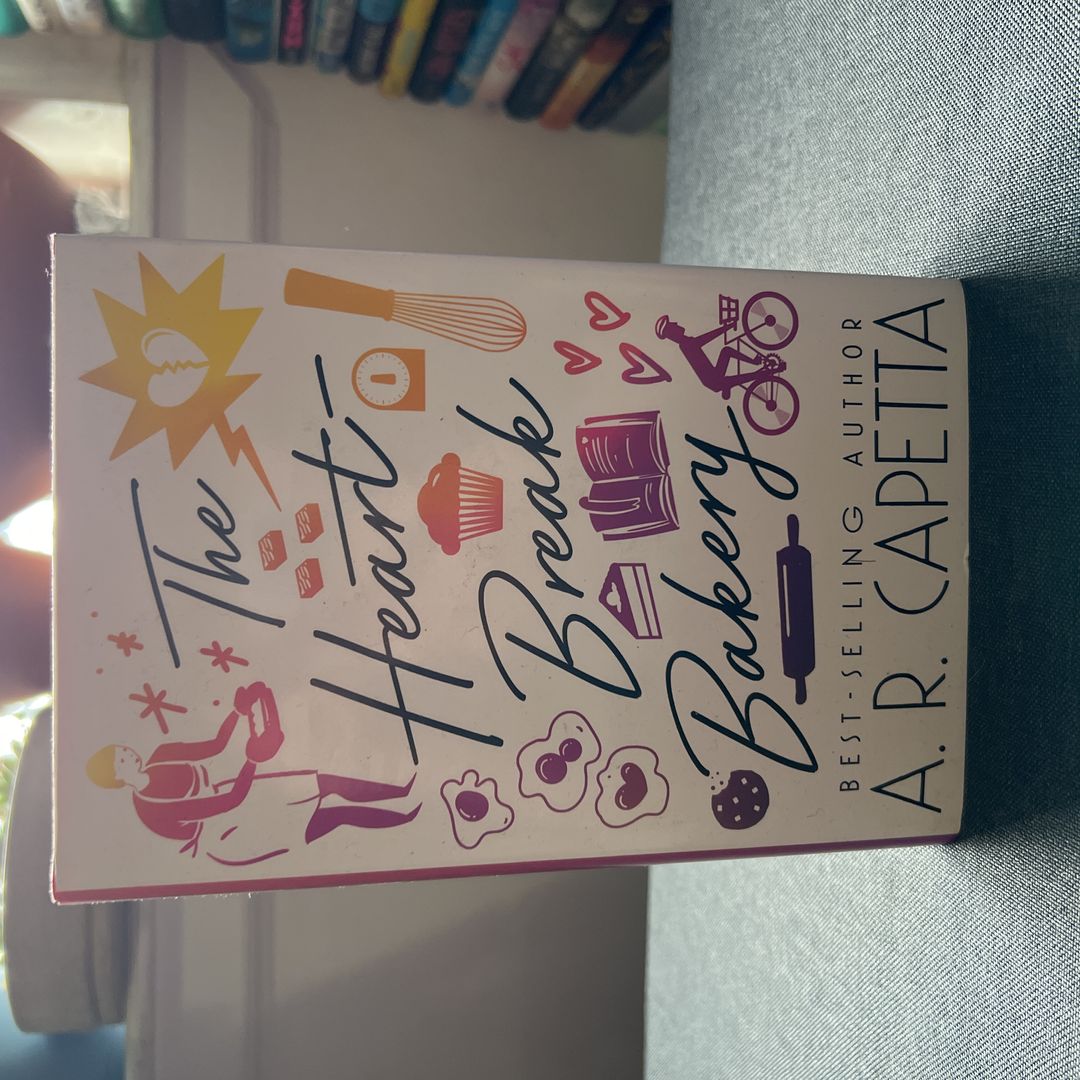 The
Heart-
Break
Bakery
BEST-SELLING AUTHOR
A. R. CAPETTA